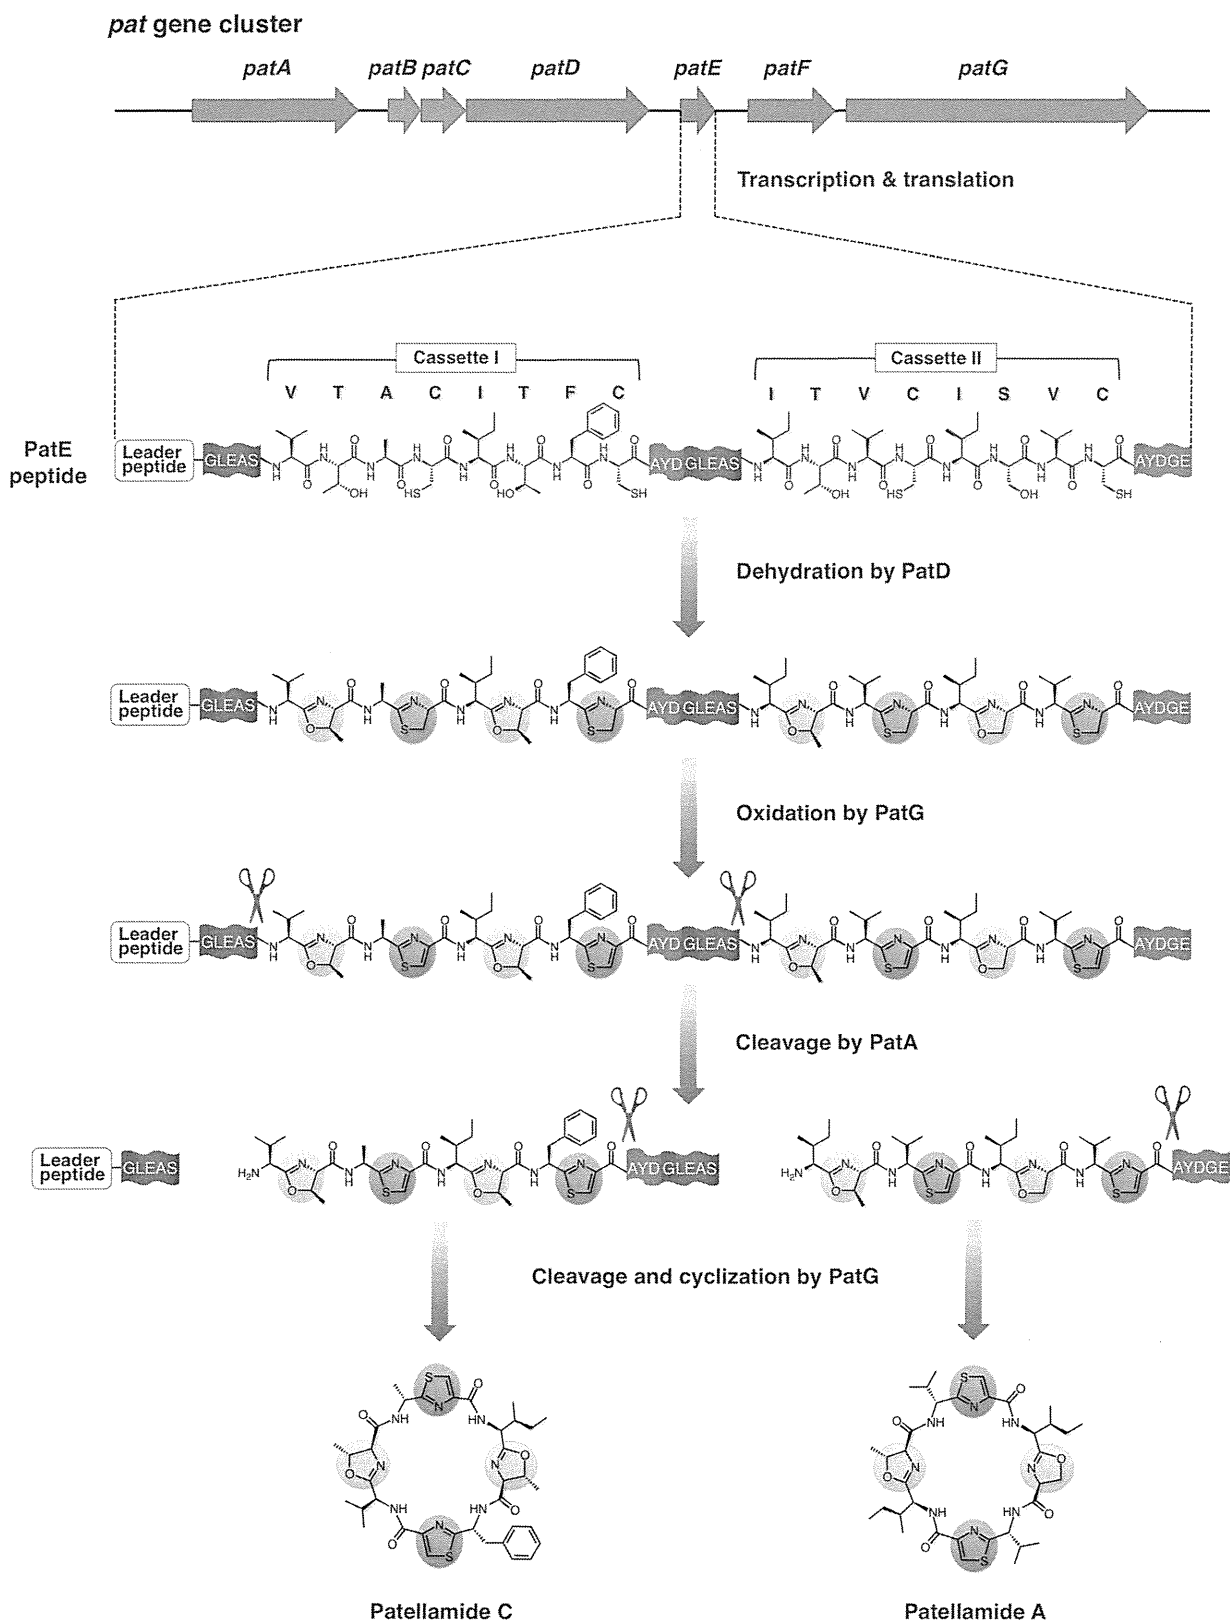 pat gene cluster
patA patB patC patD patE patF patG
Transcription & translation
Cassette I Cassette II
V T A C I T F C I T V C I S V C
PatE
peptide
Leader
peptide
GLEAS AYD GLEAS AYDGE
Dehydration by PatD
Leader
peptide
GLEAS AYD GLEAS AYDGE
Oxidation by PatG
Leader
peptide
GLEAS AYD GLEAS AYDGE
Cleavage by PatA
Leader
peptide
GLEAS AYD GLEAS AYDGE
Cleavage and cyclization by PatG
Patellamide C Patellamide A